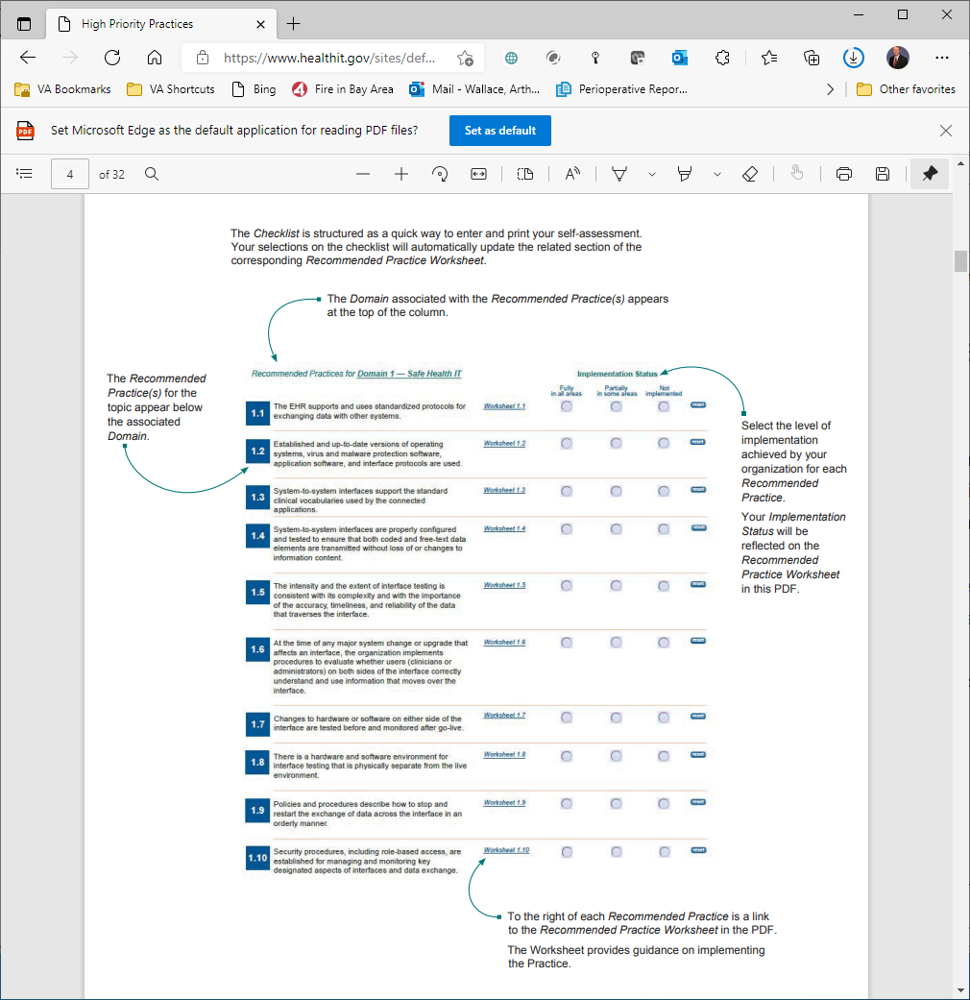 High Priority Practices
https://www.healthit.gov/sites/def...
VA Bookmarks
VA Shortcuts
Bing
Fire in Bay Area
Mail - Wallace, Arth...
Perioperative Repor...
Other favorites
PDF
Set Microsoft Edge as the default application for reading PDF files?
Set as default
4 of 32
The Checklist is structured as a quick way to enter and print your self-assessment.
Your selections on the checklist will automatically update the related section of the
corresponding Recommended Practice Worksheet.
The Domain associated with the Recommended Practice(s) appears
at the top of the column.
The Recommended
Practice(s) for the
topic appear below
the associated
Domain.
Recommended Practices for Domain 1 — Safe Health IT
Implementation Status
Fully
in all areas
Partially
in some areas
Not
implemented
1.1
The EHR supports and uses standardized protocols for
exchanging data with other systems.
Worksheet 1.1
reset
1.2
Established and up-to-date versions of operating
systems, virus and malware protection software,
application software, and interface protocols are used.
Worksheet 1.2
reset
1.3
System-to-system interfaces support the standard
clinical vocabularies used by the connected
applications.
Worksheet 1.3
reset
1.4
System-to-system interfaces are properly configured
and tested to ensure that both coded and free-text data
elements are transmitted without loss of or changes to
information content.
Worksheet 1.4
reset
1.5
The intensity and the extent of interface testing is
consistent with its complexity and with the importance
of the accuracy, timeliness, and reliability of the data
that traverses the interface.
Worksheet 1.5
reset
1.6
At the time of any major system change or upgrade that
affects an interface, the organization implements
procedures to evaluate whether users (clinicians or
administrators) on both sides of the interface correctly
understand and use information that moves over the
interface.
Worksheet 1.6
reset
1.7
Changes to hardware or software on either side of the
interface are tested before and monitored after go-live.
Worksheet 1.7
reset
1.8
There is a hardware and software environment for
interface testing that is physically separate from the live
environment.
Worksheet 1.8
reset
1.9
Policies and procedures describe how to stop and
restart the exchange of data across the interface in an
orderly manner.
Worksheet 1.9
reset
1.10
Security procedures, including role-based access, are
established for managing and monitoring key
designated aspects of interfaces and data exchange.
Worksheet 1.10
reset
Select the level of
implementation
achieved by your
organization for each
Recommended
Practice.
Your Implementation
Status will be
reflected on the
Recommended
Practice Worksheet
in this PDF.
To the right of each Recommended Practice is a link
to the Recommended Practice Worksheet in the PDF.
The Worksheet provides guidance on implementing
the Practice.